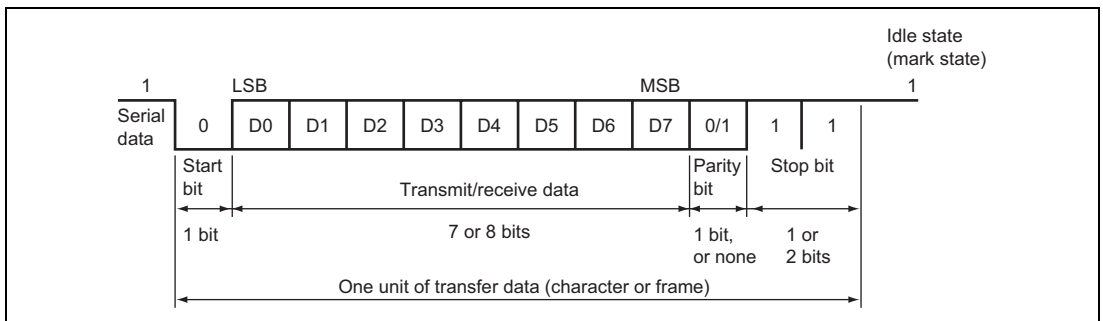 Idle state
(mark state)
1 LSB MSB 1
Serial
data
0 D0 D1 D2 D3 D4 D5 D6 D7 0/1 1 1
Start
bit
Transmit/receive data
Parity
bit
Stop bit
1 bit
7 or 8 bits
1 bit,
or none
1 or
2 bits
One unit of transfer data (character or frame)